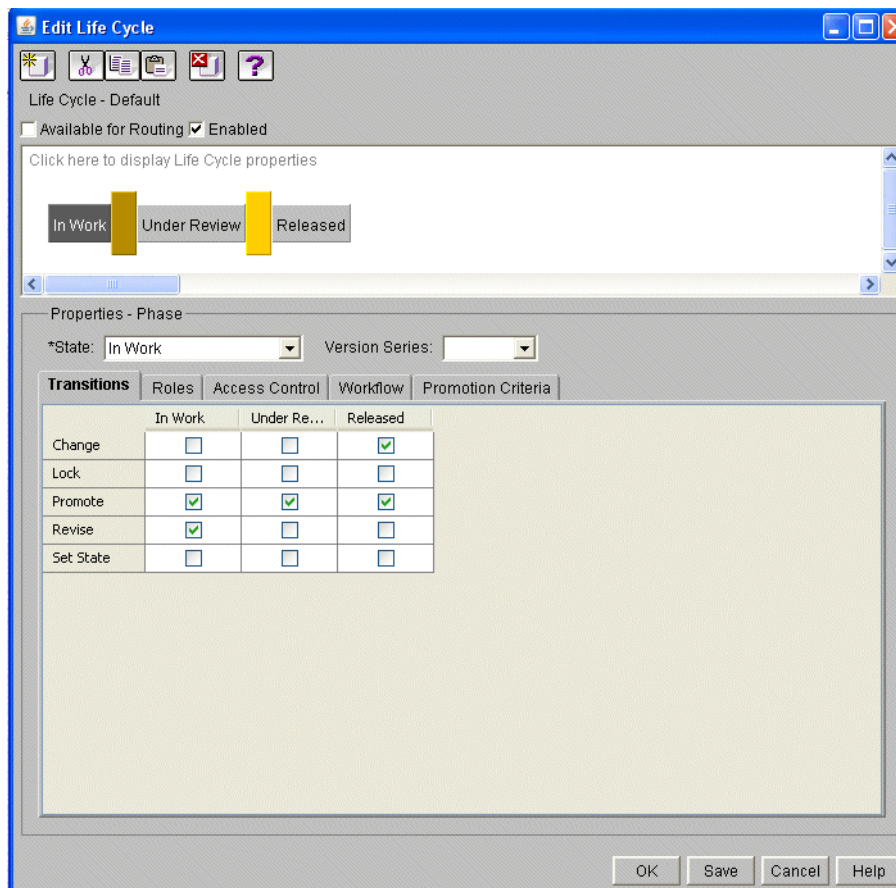 Edit Life Cycle
Life Cycle - Default
Available for Routing Enabled
Click here to display Life Cycle properties
In Work Under Review Released
Properties - Phase
*State: In Work Version Series:
Transitions Roles Access Control Workflow Promotion Criteria
In Work Under Re... Released
Change
Lock
Promote
Revise
Set State
OK Save Cancel Help